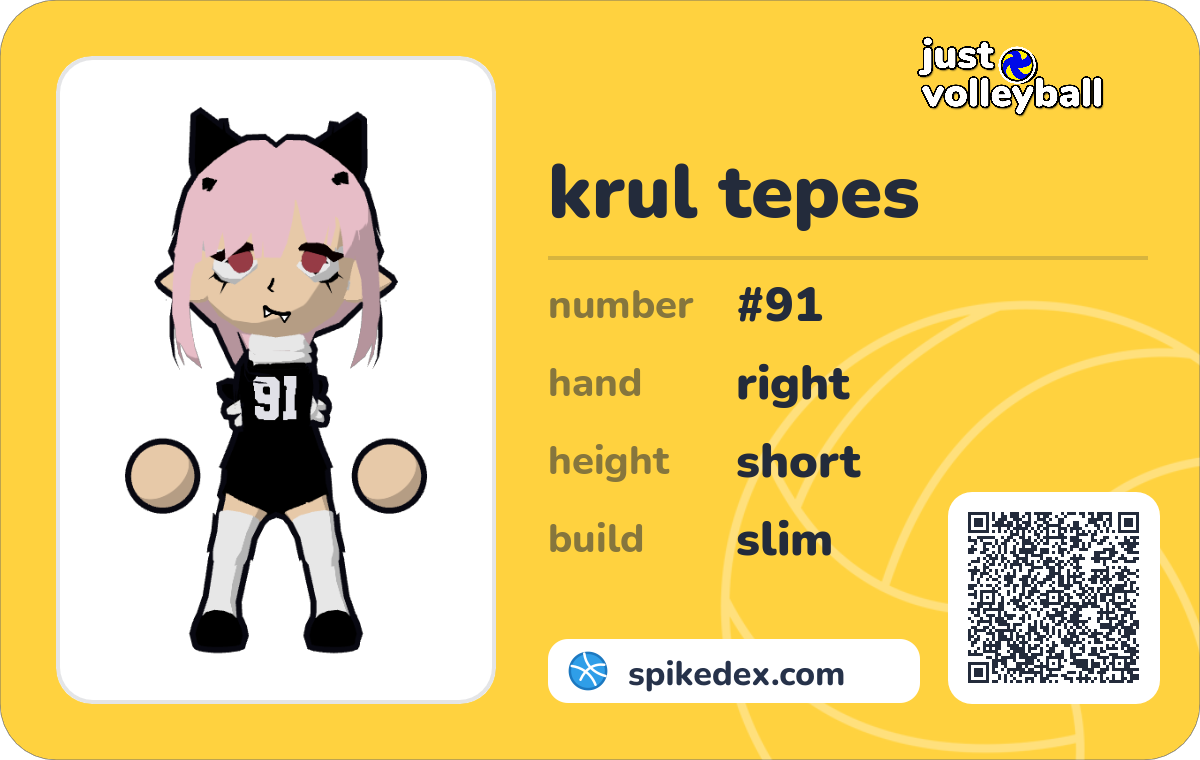 just
volleyball
krul tepes
number #91
hand right
height short
build slim
91
spikedex.com